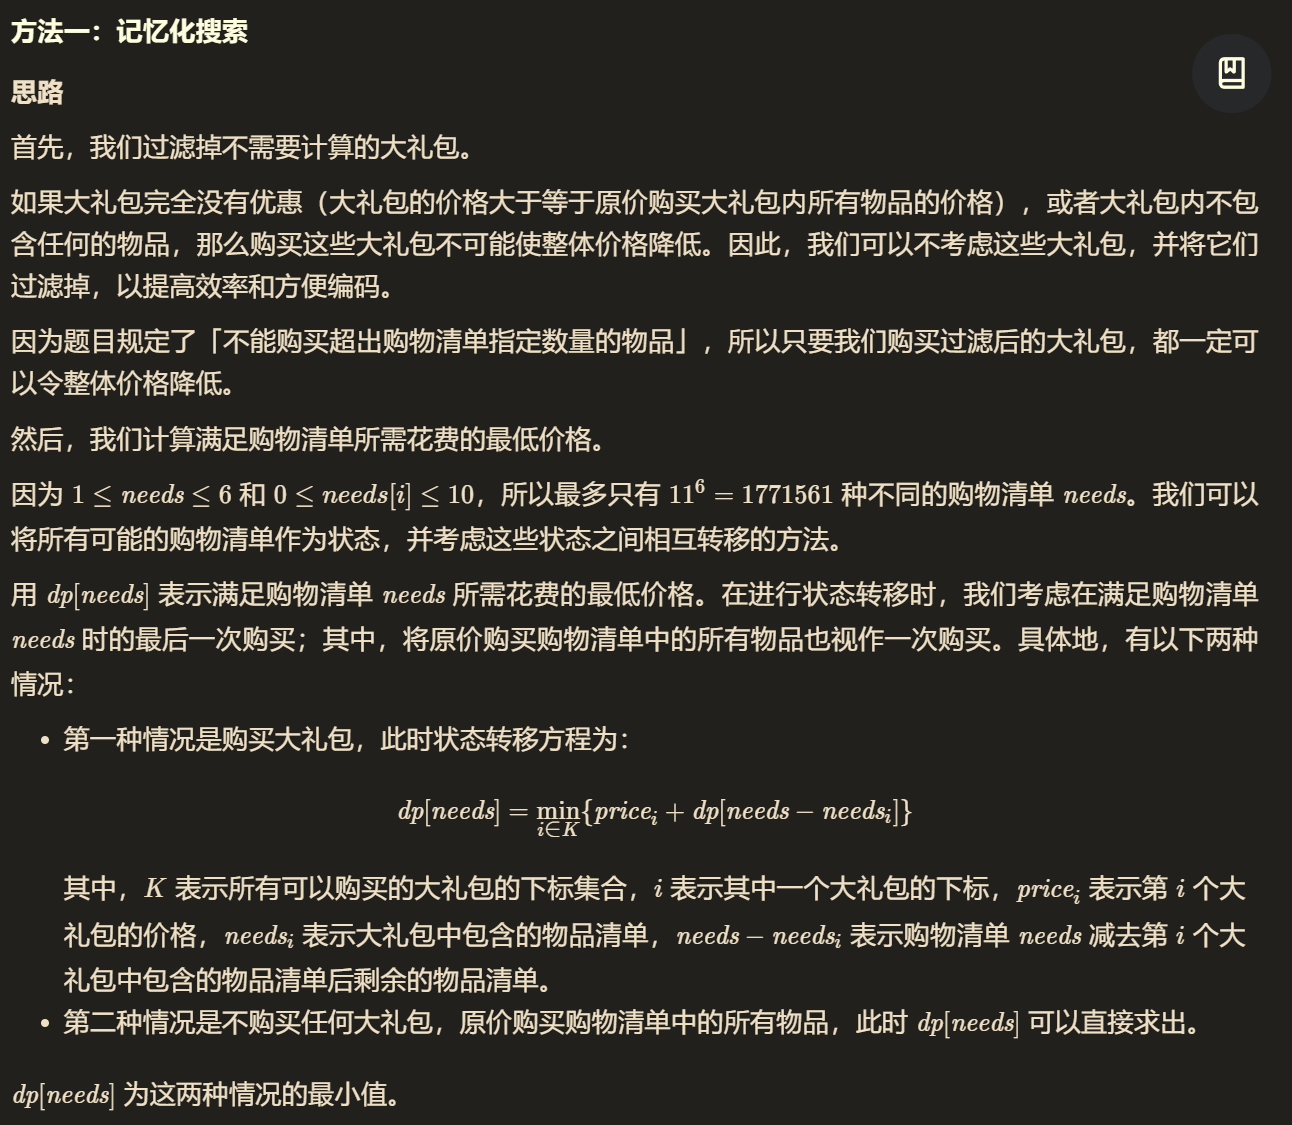 方法一：记忆化搜索
思路
首先，我们过滤掉不需要计算的大礼包。
如果大礼包完全没有优惠（大礼包的价格大于等于原价购买大礼包内所有物品的价格），或者大礼包内不包
含任何的物品，那么购买这些大礼包不可能使整体价格降低。因此，我们可以不考虑这些大礼包，并将它们
过滤掉，以提高效率和方便编码。
因为题目规定了「不能购买超出购物清单指定数量的物品」，所以只要我们购买过滤后的大礼包，都一定可
以令整体价格降低。
然后，我们计算满足购物清单所需花费的最低价格。
因为 1 ≤ needs ≤ 6 和 0 ≤ needs[i] ≤ 10，所以最多只有 11^6 = 1771561 种不同的购物清单 needs。我们可以
将所有可能的购物清单作为状态，并考虑这些状态之间相互转移的方法。
用 dp[needs] 表示满足购物清单 needs 所需花费的最低价格。在进行状态转移时，我们考虑在满足购物清单
needs 时的最后一次购买；其中，将原价购买购物清单中的所有物品也视作一次购买。具体地，有以下两种
情况：
• 第一种情况是购买大礼包，此时状态转移方程为：
dp[needs] = min_{i∈K}{price_i + dp[needs − needs_i]}
其中，K 表示所有可以购买的大礼包的下标集合，i 表示其中一个大礼包的下标，price_i 表示第 i 个大
礼包的价格，needs_i 表示大礼包中包含的物品清单，needs − needs_i 表示购物清单 needs 减去第 i 个大
礼包中包含的物品清单后剩余的物品清单。
• 第二种情况是不购买任何大礼包，原价购买购物清单中的所有物品，此时 dp[needs] 可以直接求出。
dp[needs] 为这两种情况的最小值。